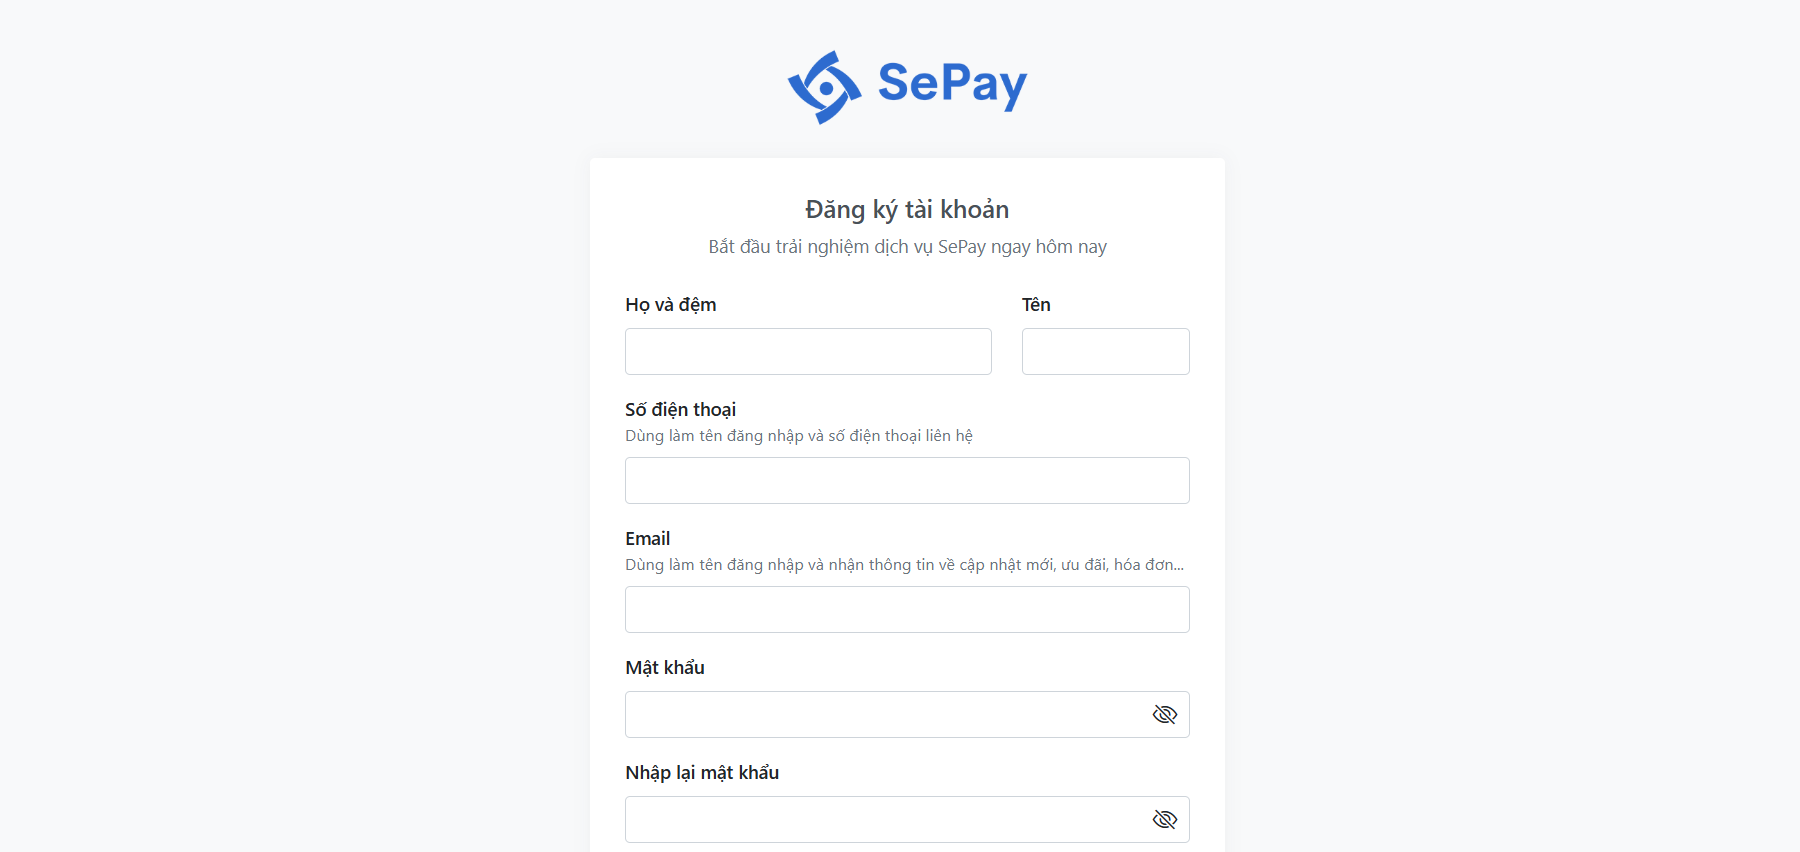 SePay
Đăng ký tài khoản
Bắt đầu trải nghiệm dịch vụ SePay ngay hôm nay
Họ và đệm
Tên
Số điện thoại
Dùng làm tên đăng nhập và số điện thoại liên hệ
Email
Dùng làm tên đăng nhập và nhận thông tin về cập nhật mới, ưu đãi, hóa đơn...
Mật khẩu
Nhập lại mật khẩu